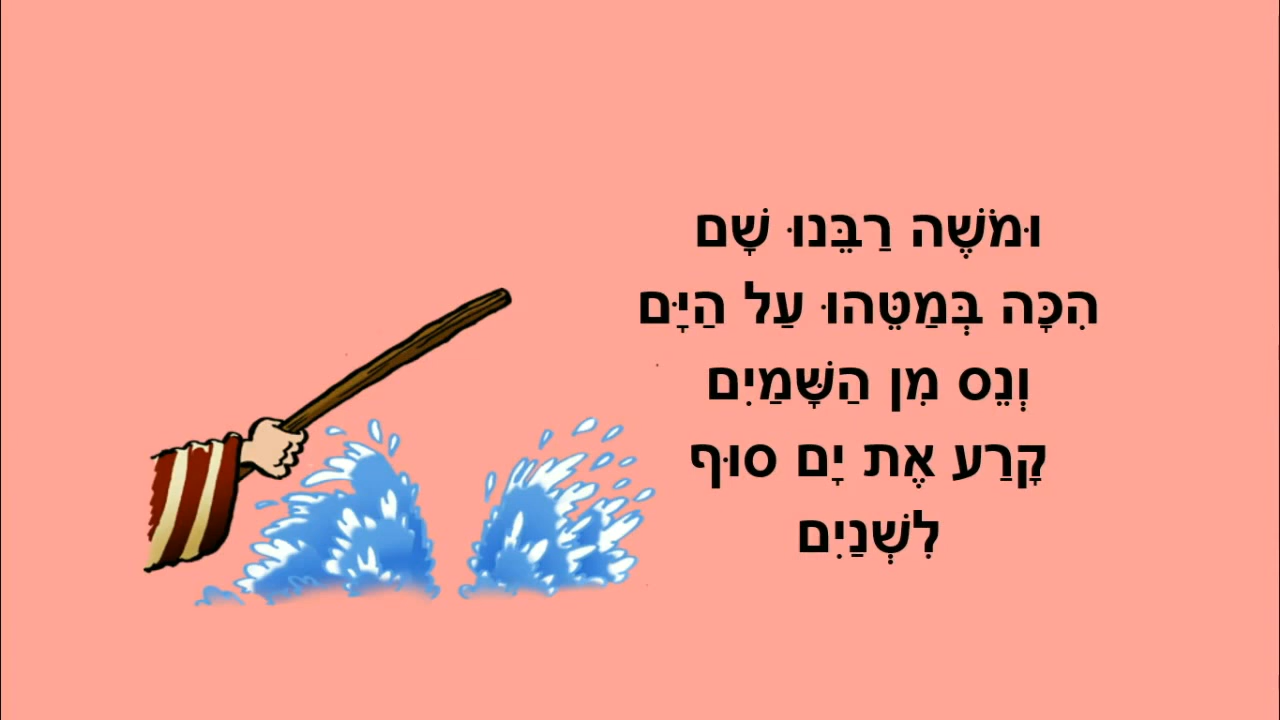 וּמֹשֶׁה רַבֵּנוּ שָׁם
הִכָּה בְּמַטֵּהוּ עַל הַיָּם
וְנֵס מִן הַשָּׁמַיִם
קָרַע אֶת יָם סוּף
לִשְׁנַיִם